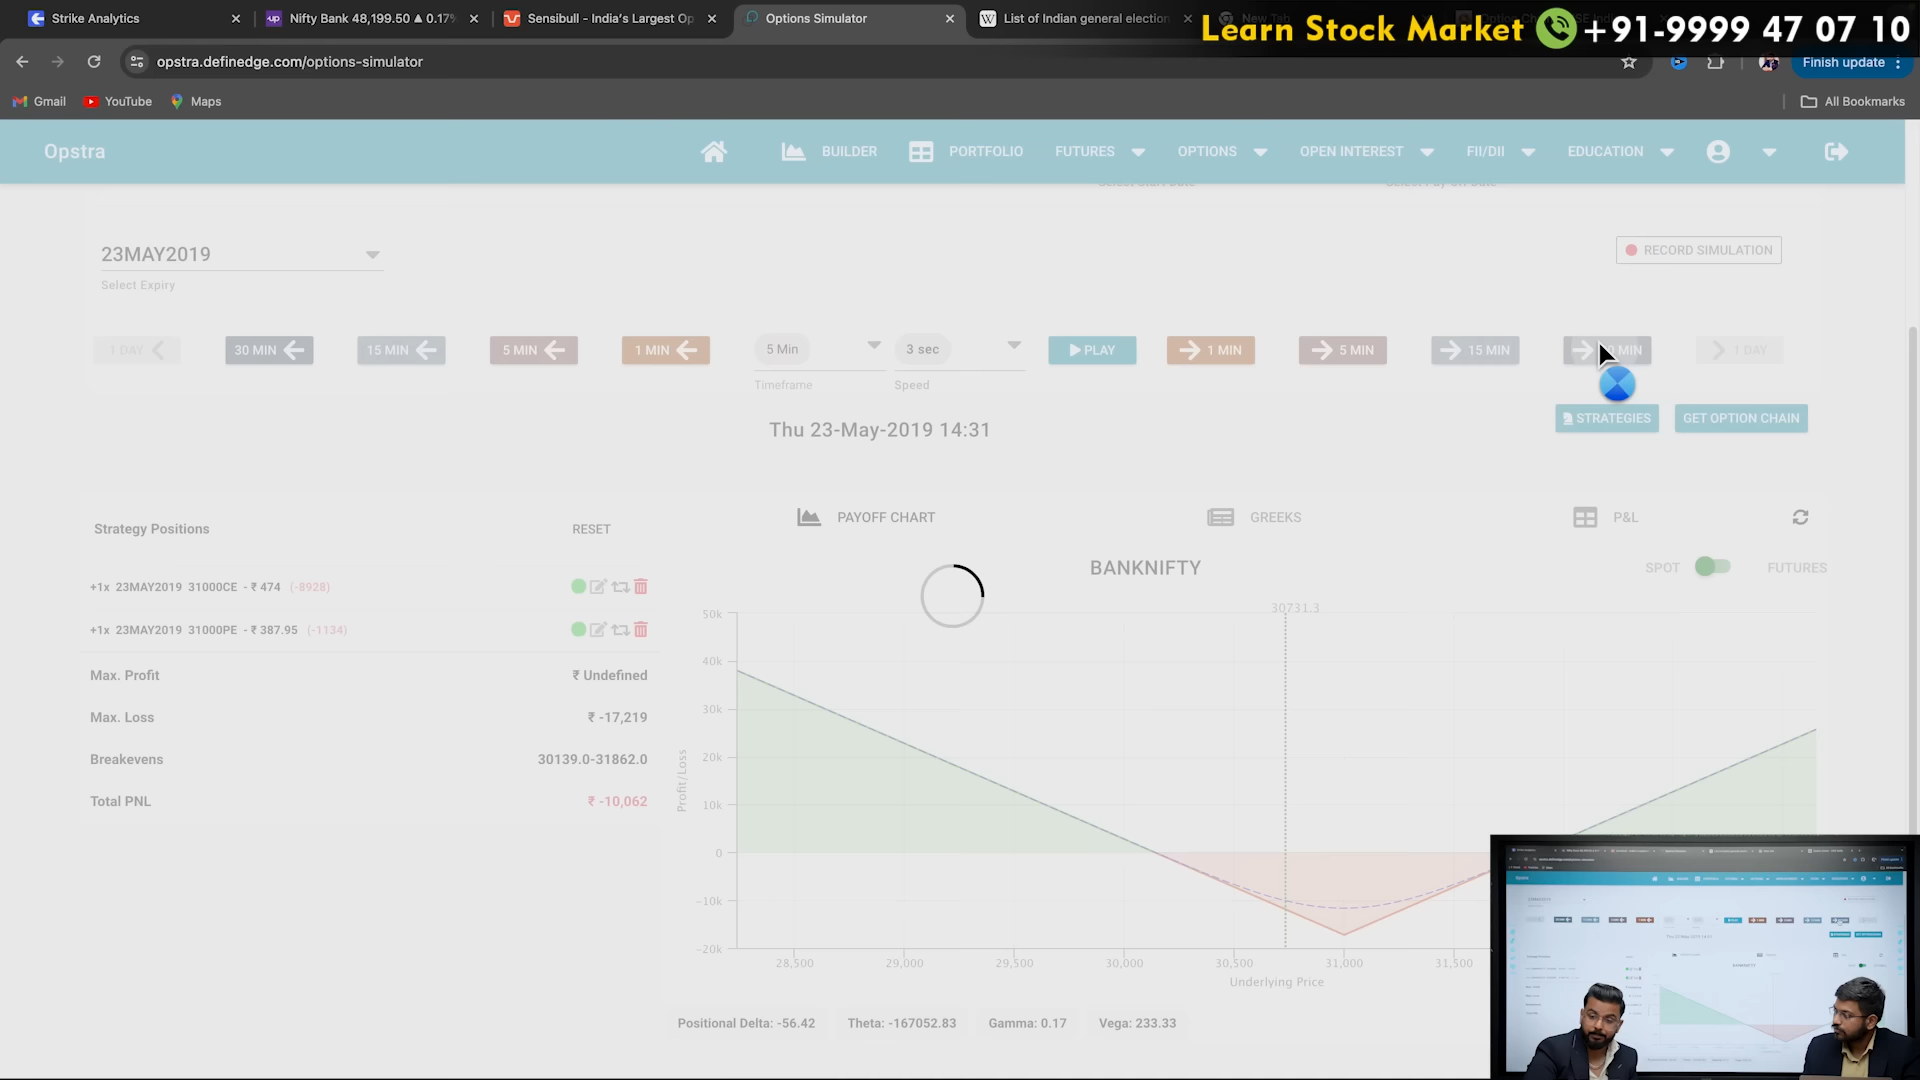 Strike Analytics
Nifty Bank 48,199.50 ▲ 0.17%
Sensibull - India's Largest Op
Options Simulator
List of Indian general election
New Tab
Learn Stock Market +91-9999 47 07 10
opstra.definedge.com/options-simulator
Finish update
Gmail
YouTube
Maps
All Bookmarks
Opstra
BUILDER
PORTFOLIO
FUTURES
OPTIONS
OPEN INTEREST
FII/DII
EDUCATION
23MAY2019
Select Expiry
RECORD SIMULATION
1 DAY
30 MIN
15 MIN
5 MIN
1 MIN
5 Min
Timeframe
3 sec
Speed
PLAY
1 MIN
5 MIN
15 MIN
MIN
1 DAY
Thu 23-May-2019 14:31
STRATEGIES
GET OPTION CHAIN
Strategy Positions
RESET
+1x 23MAY2019 31000CE - ₹ 474 (-8928)
+1x 23MAY2019 31000PE - ₹ 387.95 (-1134)
Max. Profit ₹ Undefined
Max. Loss ₹ -17,219
Breakevens 30139.0-31862.0
Total PNL ₹ -10,062
PAYOFF CHART
GREEKS
P&L
BANKNIFTY
SPOT
FUTURES
30731.3
50k
40k
30k
20k
10k
0
-10k
-20k
Profit/Loss
28,500
29,000
29,500
30,000
30,500
31,000
31,500
Underlying Price
Positional Delta: -56.42
Theta: -167052.83
Gamma: 0.17
Vega: 233.33